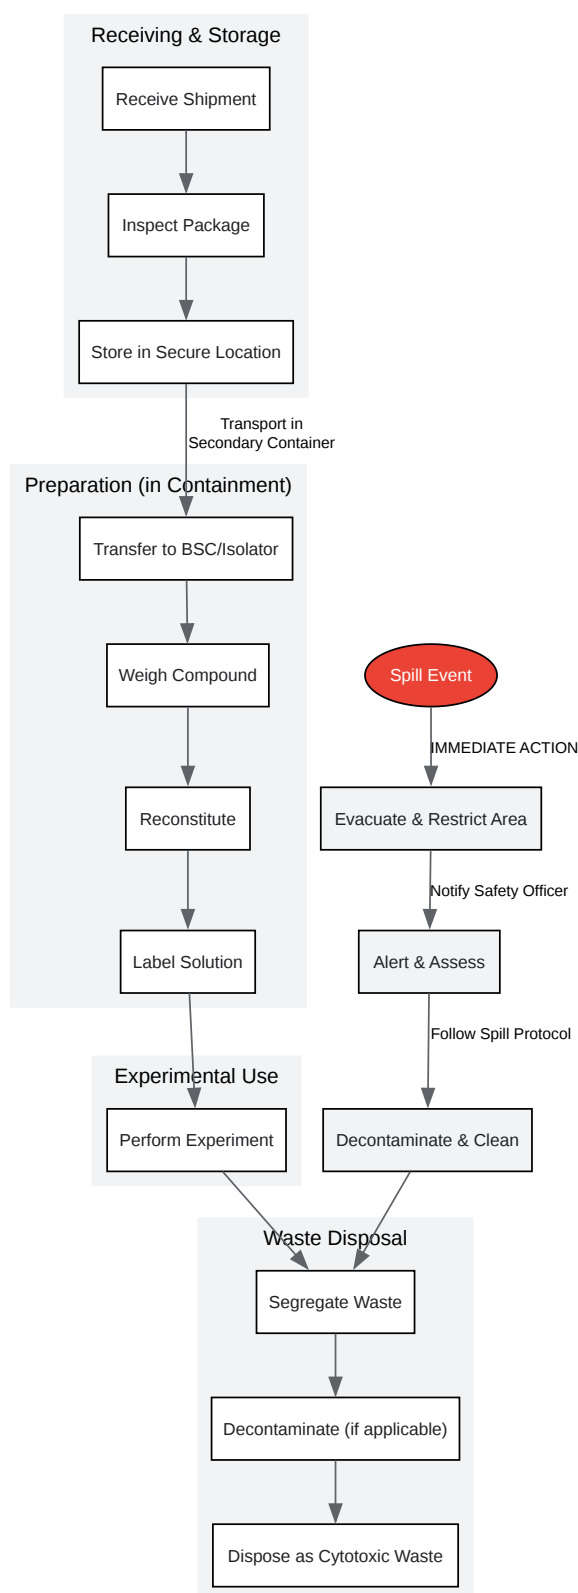 Receiving & Storage
Receive Shipment
Inspect Package
Store in Secure Location
Transport in
Secondary Container
Preparation (in Containment)
Transfer to BSC/Isolator
Weigh Compound
Spill Event
IMMEDIATE ACTION
Reconstitute
Evacuate & Restrict Area
Notify Safety Officer
Label Solution
Alert & Assess
Follow Spill Protocol
Experimental Use
Perform Experiment
Decontaminate & Clean
Waste Disposal
Segregate Waste
Decontaminate (if applicable)
Dispose as Cytotoxic Waste